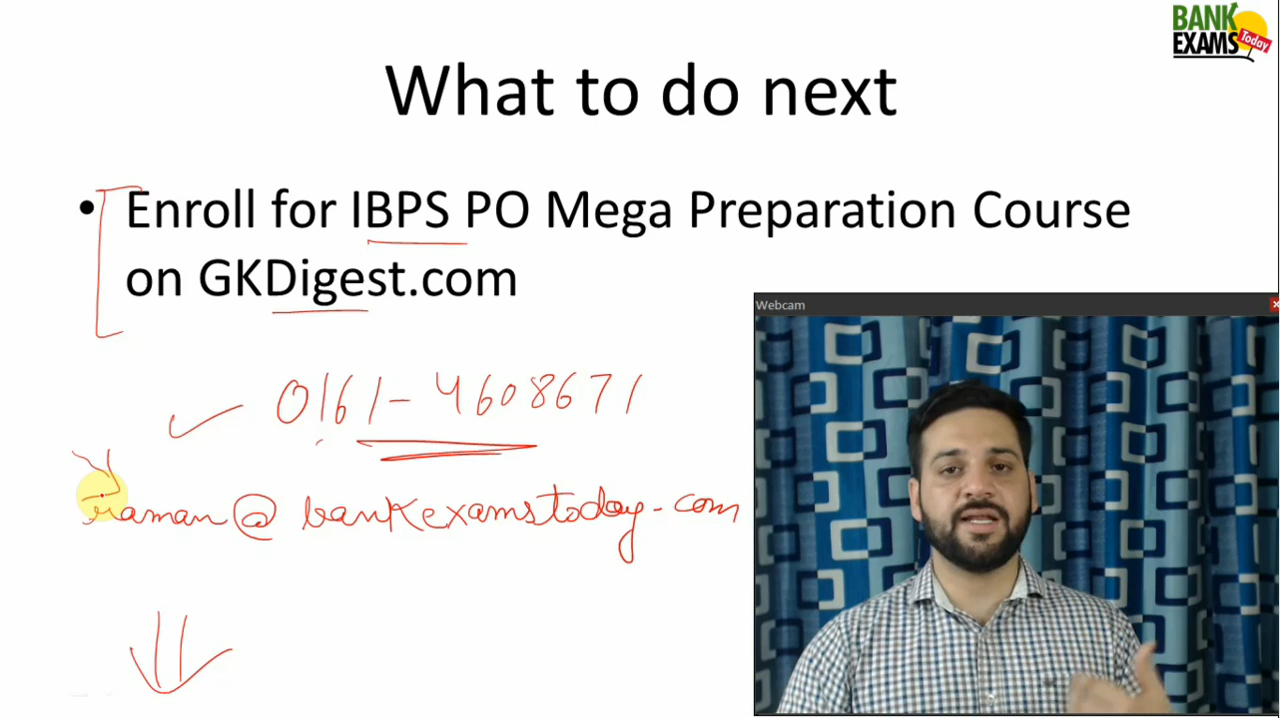 BANK
EXAMS Today
What to do next
• Enroll for IBPS PO Mega Preparation Course
on GKDigest.com
Webcam
0161-4608671
raman@bankexamstoday.com